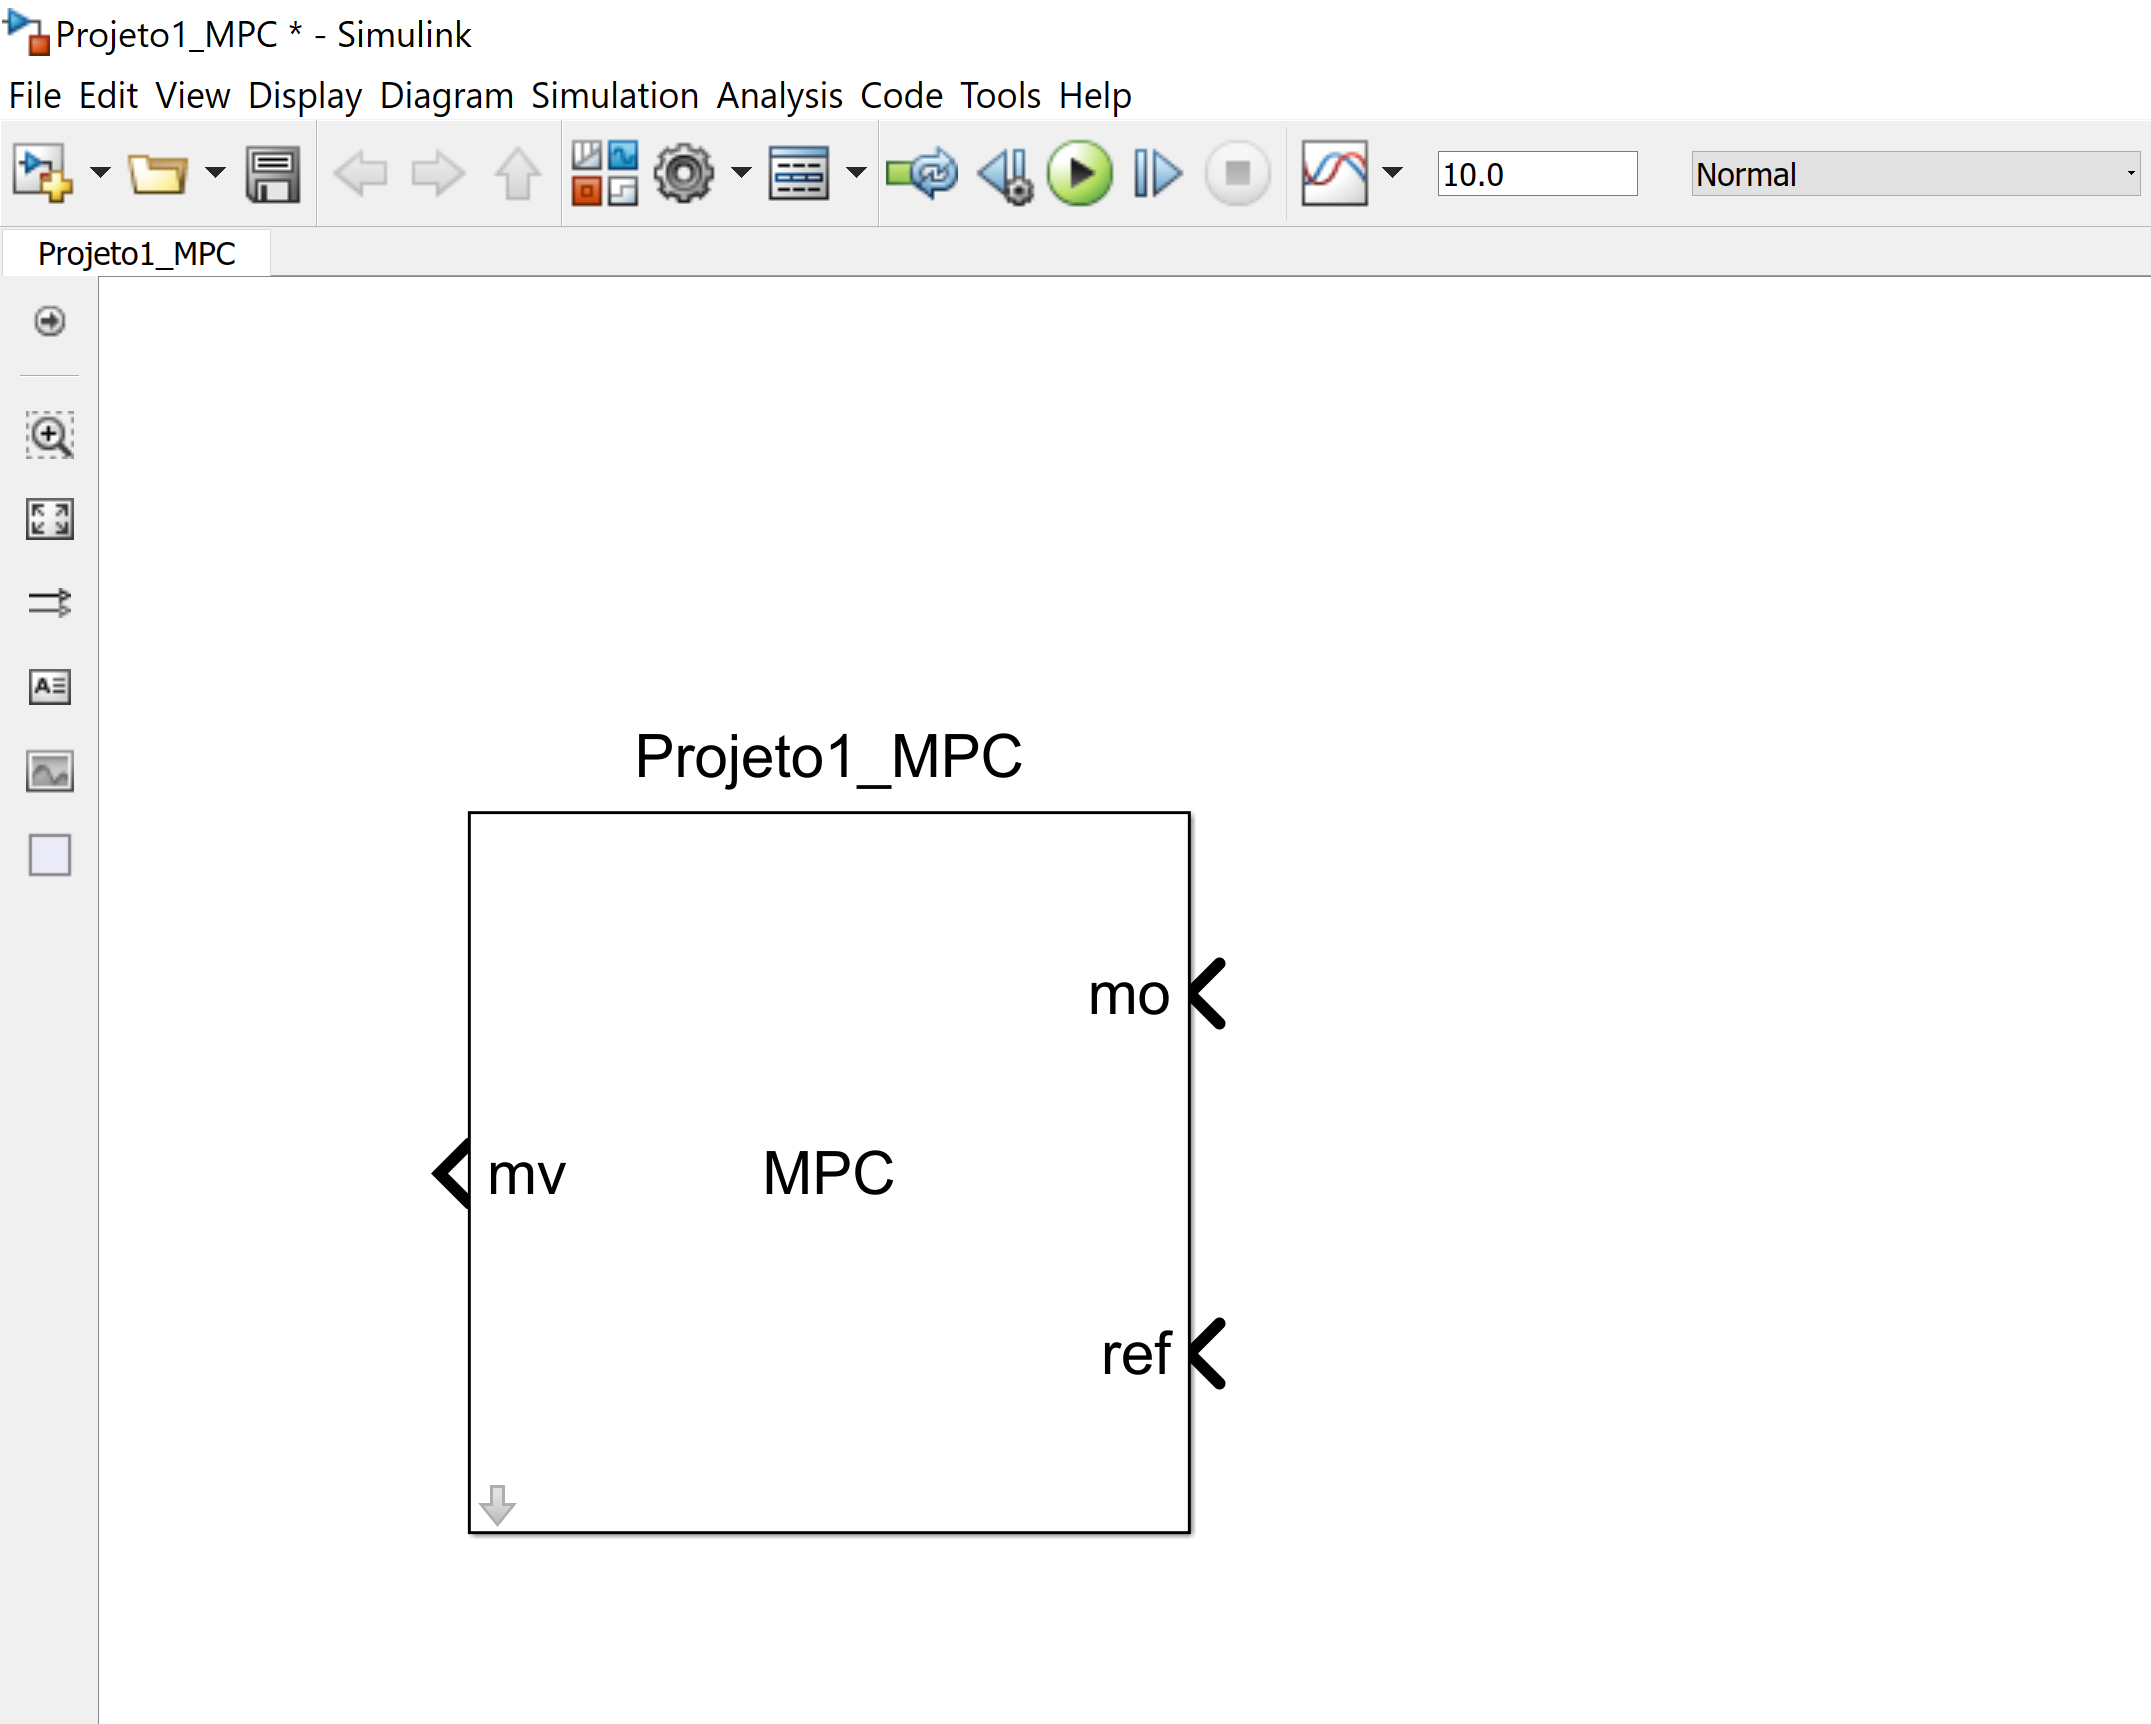 Projeto1_MPC * - Simulink
File Edit View Display Diagram Simulation Analysis Code Tools Help
10.0 Normal
Projeto1_MPC
Projeto1_MPC
mo
mv MPC
ref